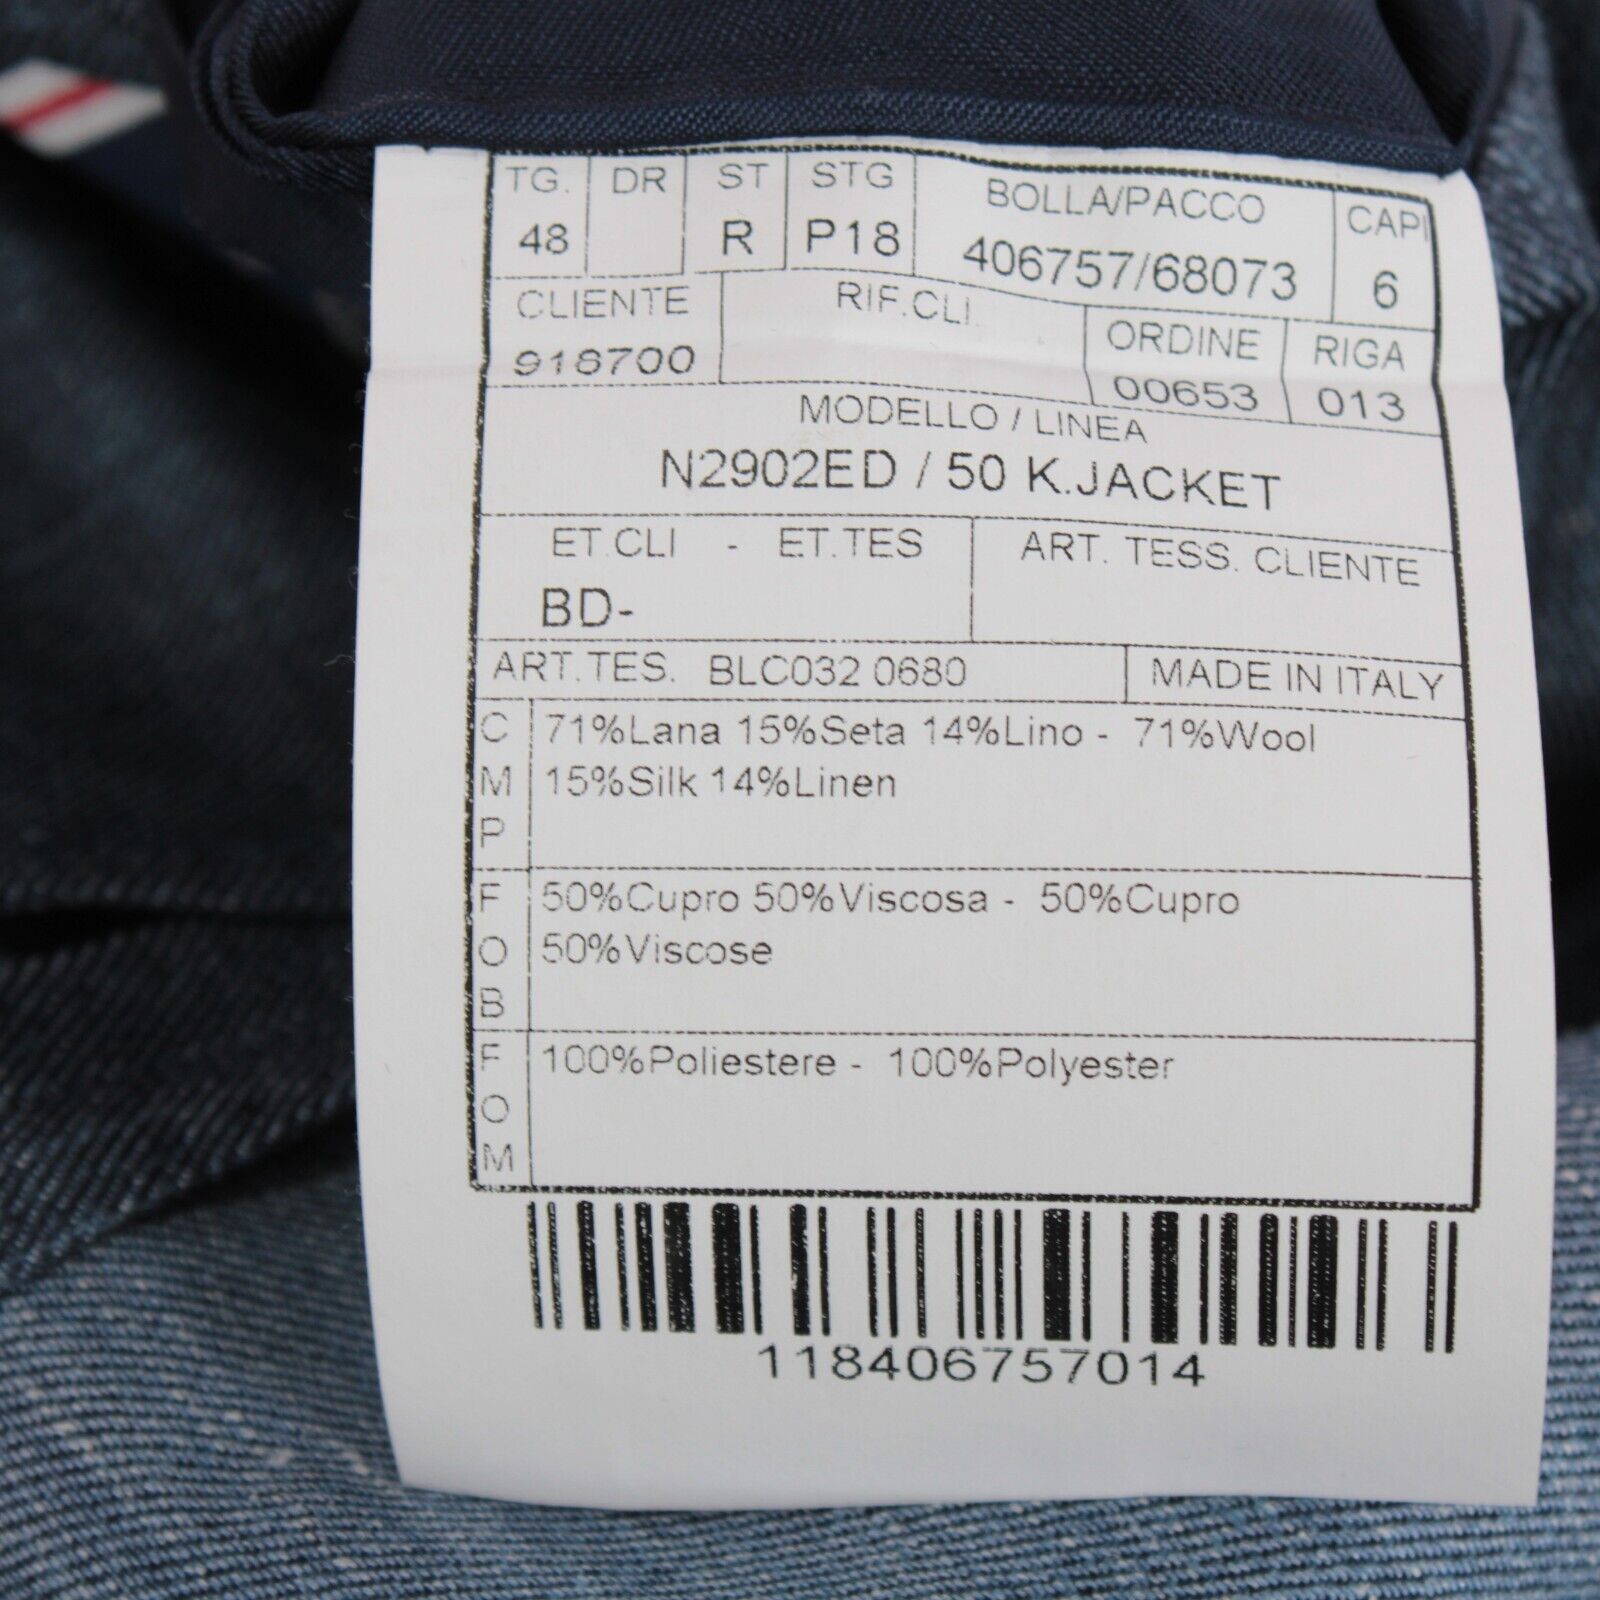 TG. DR ST STG BOLLA/PACCO CAPI
48 R P18 406757/68073 6
CLIENTE RIF.CLI. ORDINE RIGA
918700 00653 013
MODELLO / LINEA
N2902ED / 50 K.JACKET
ET.CLI - ET.TES ART. TESS. CLIENTE
BD-
ART.TES. BLC032 0680 MADE IN ITALY
C 71%Lana 15%Seta 14%Lino - 71%Wool
M 15%Silk 14%Linen
P
F 50%Cupro 50%Viscosa - 50%Cupro
O 50%Viscose
B
F 100%Poliestere - 100%Polyester
O
M
118406757014